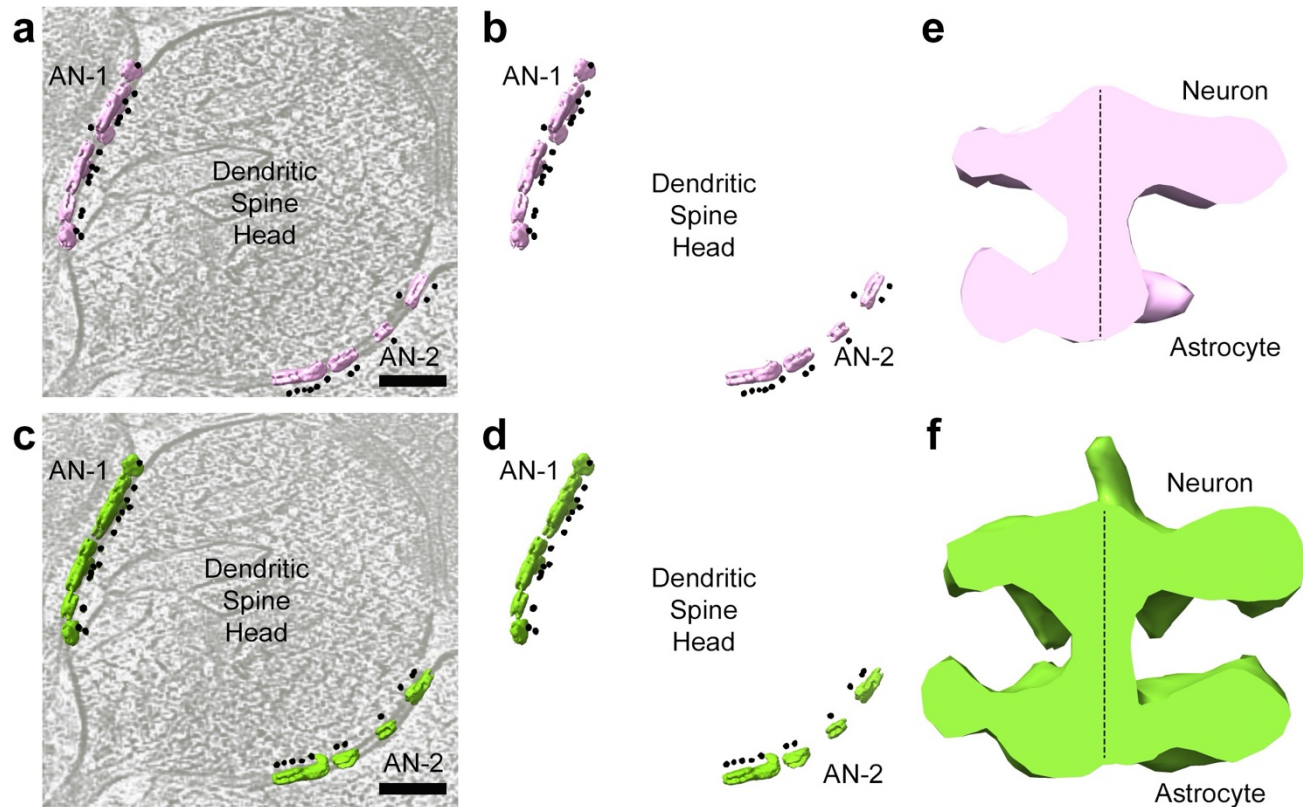 a
AN-1
Dendritic
Spine
Head
AN-2
b
AN-1
Dendritic
Spine
Head
AN-2
e
Neuron
Astrocyte
c
AN-1
Dendritic
Spine
Head
AN-2
d
AN-1
Dendritic
Spine
Head
AN-2
f
Neuron
Astrocyte